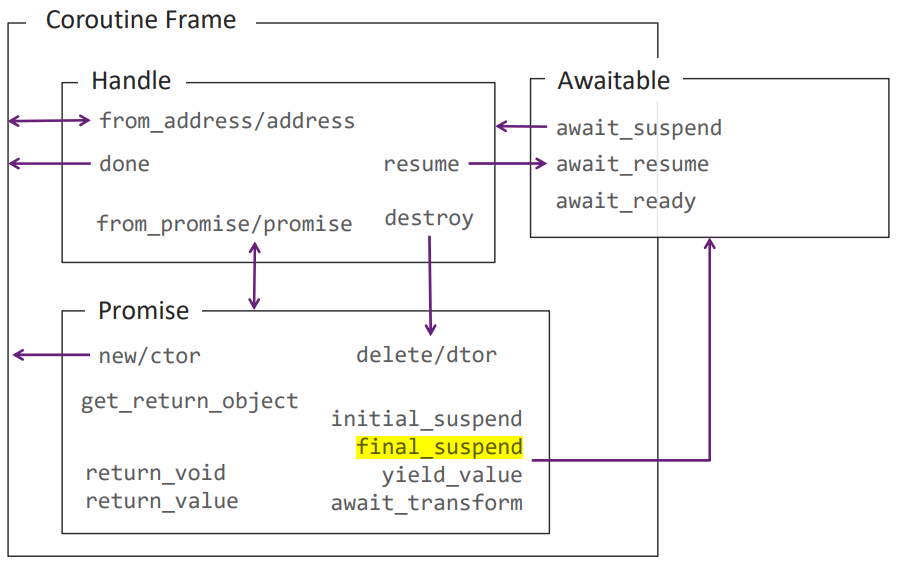 Coroutine Frame
Handle
from_address/address
done
resume
from_promise/promise
destroy
Awaitable
await_suspend
await_resume
await_ready
Promise
new/ctor
delete/dtor
get_return_object
initial_suspend
final_suspend
return_void
yield_value
return_value
await_transform